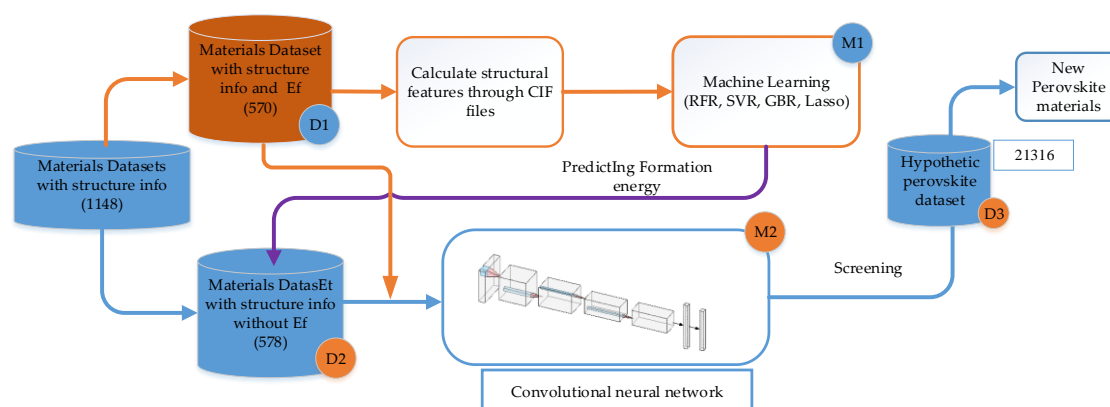 Materials Dataset
with structure
info and Ef
(570)
D1
Calculate structural
features through CIF
files
M1
Machine Learning
(RFR, SVR, GBR, Lasso)
New
Perovskite
materials
Materials Datasets
with structure info
(1148)
PredictIng Formation
energy
Hypothetic
perovskite
dataset
D3
21316
Materials DatasEt
with structure info
without Ef
(578)
D2
M2
Screening
Convolutional neural network